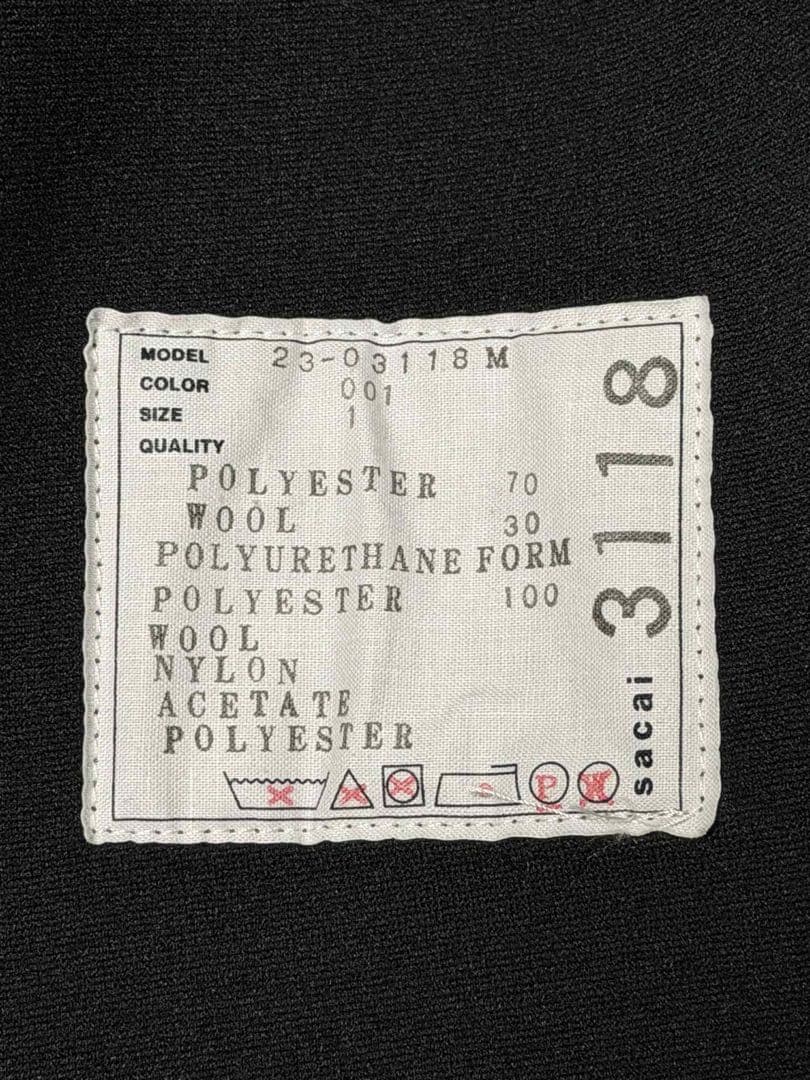 MODEL 23-03118 M
COLOR 001
SIZE 1
QUALITY
POLYESTER 70
WOOL 30
POLYURETHANE FORM
POLYESTER 100
WOOL
NYLON
ACETATE
POLYESTER
P
sacai 3118